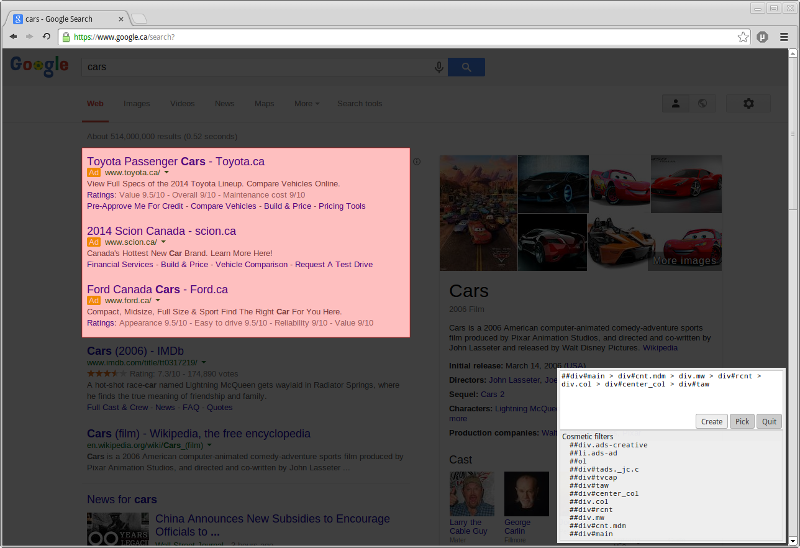 cars - Google Search
https://www.google.ca/search?
Google
cars
Web Images Videos News Maps More Search tools
About 514,000,000 results (0.52 seconds)
Toyota Passenger Cars - Toyota.ca
Ad www.toyota.ca/
View Full Specs of the 2014 Toyota Lineup. Compare Vehicles Online.
Ratings: Value 9.5/10 - Overall 9/10 - Maintenance cost 9/10
Pre-Approve Me For Credit - Compare Vehicles - Build & Price - Pricing Tools
2014 Scion Canada - scion.ca
Ad www.scion.ca/
Canada's Hottest New Car Brand. Learn More Here!
Financial Services - Build & Price - Vehicle Comparison - Request A Test Drive
Ford Canada Cars - Ford.ca
Ad www.ford.ca/
Compact, Midsize, Full Size & Sport Find The Right Car For You Here.
Ratings: Appearance 9.5/10 - Easy to drive 9.5/10 - Reliability 9/10 - Value 9/10
Cars (2006) - IMDb
www.imdb.com/title/tt0317219/
Rating: 7.3/10 - 174,860 votes
A hot-shot race-car named Lightning McQueen gets waylaid in Radiator Springs, where
he finds the true meaning of friendship and family.
Full Cast & Crew - News - FAQ - Quotes
Cars (film) - Wikipedia, the free encyclopedia
en.wikipedia.org/wiki/Cars_(film)
Cars is a 2006 American computer-animated comedy-adventure sports film produced by
Pixar Animation Studios, and directed and co-written by John Lasseter ...
News for cars
China Announces New Subsidies to Encourage
Officials to ...
100 YEARS
LEGACY
More images
Cars
2006 Film
Cars is a 2006 American computer-animated comedy-adventure sports
film produced by Pixar Animation Studios, and directed and co-written by
John Lasseter and released by Walt Disney Pictures. Wikipedia
Initial release: March 14, 2006 (USA)
Directors: John Lasseter, Joe
Sequel: Cars 2
Characters: Lightning McQueen
more
Production companies: Walt
Cast
Larry the
Cable Guy
Mater
George
Carlin
Fillmore
##div#main > div#cnt.mdm > div.mw > div#rcnt >
div.col > div#center_col > div#taw
Create Pick Quit
Cosmetic filters
##div.ads-creative
##li.ads-ad
##ol
##div#tads._jc.c
##div#tvcap
##div#taw
##div#center_col
##div.col
##div#rcnt
##div.mw
##div#cnt.mdm
##div#main